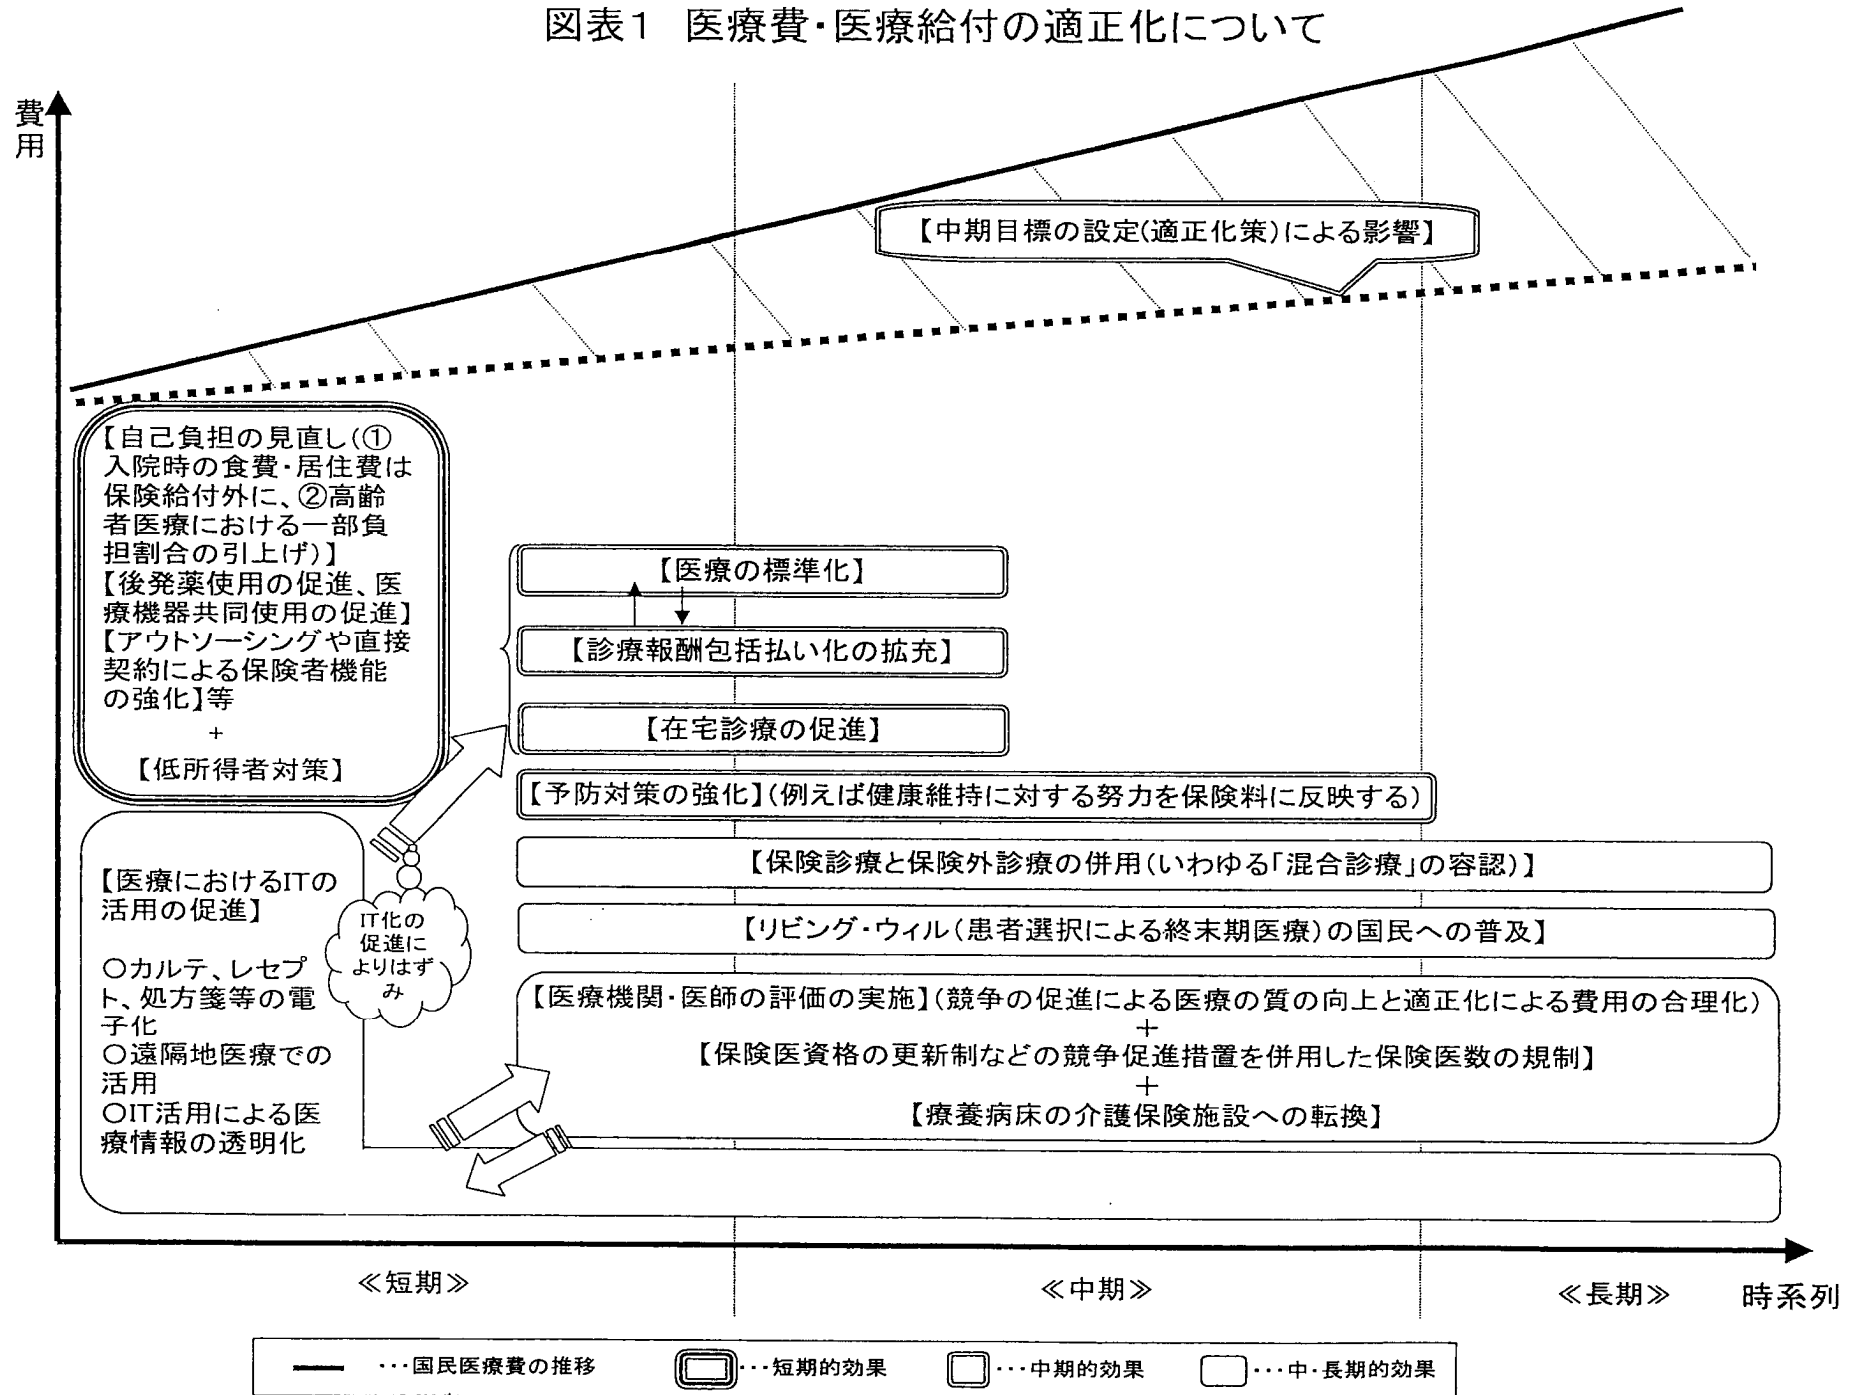 図表1 医療費・医療給付の適正化について
費
用
【中期目標の設定(適正化策)による影響】
【自己負担の見直し(①
入院時の食費・居住費は
保険給付外に、②高齢
者医療における一部負
担割合の引上げ)】
【後発薬使用の促進、医
療機器共同使用の促進】
【アウトソーシングや直接
契約による保険者機能
の強化】等
+
【低所得者対策】
【医療の標準化】
【診療報酬包括払い化の拡充】
【在宅診療の促進】
【予防対策の強化】(例えば健康維持に対する努力を保険料に反映する)
【保険診療と保険外診療の併用(いわゆる「混合診療」の容認)】
【リビング・ウィル(患者選択による終末期医療)の国民への普及】
【医療機関・医師の評価の実施】(競争の促進による医療の質の向上と適正化による費用の合理化)
+
【保険医資格の更新制などの競争促進措置を併用した保険医数の規制】
+
【療養病床の介護保険施設への転換】
【医療におけるITの
活用の促進】
○カルテ、レセプ
ト、処方箋等の電
子化
○遠隔地医療での
活用
○IT活用による医
療情報の透明化
IT化の
促進に
よりはず
み
≪短期≫
≪中期≫
≪長期≫
時系列
・・・国民医療費の推移
・・・短期的効果
・・・中期的効果
・・・中・長期的効果